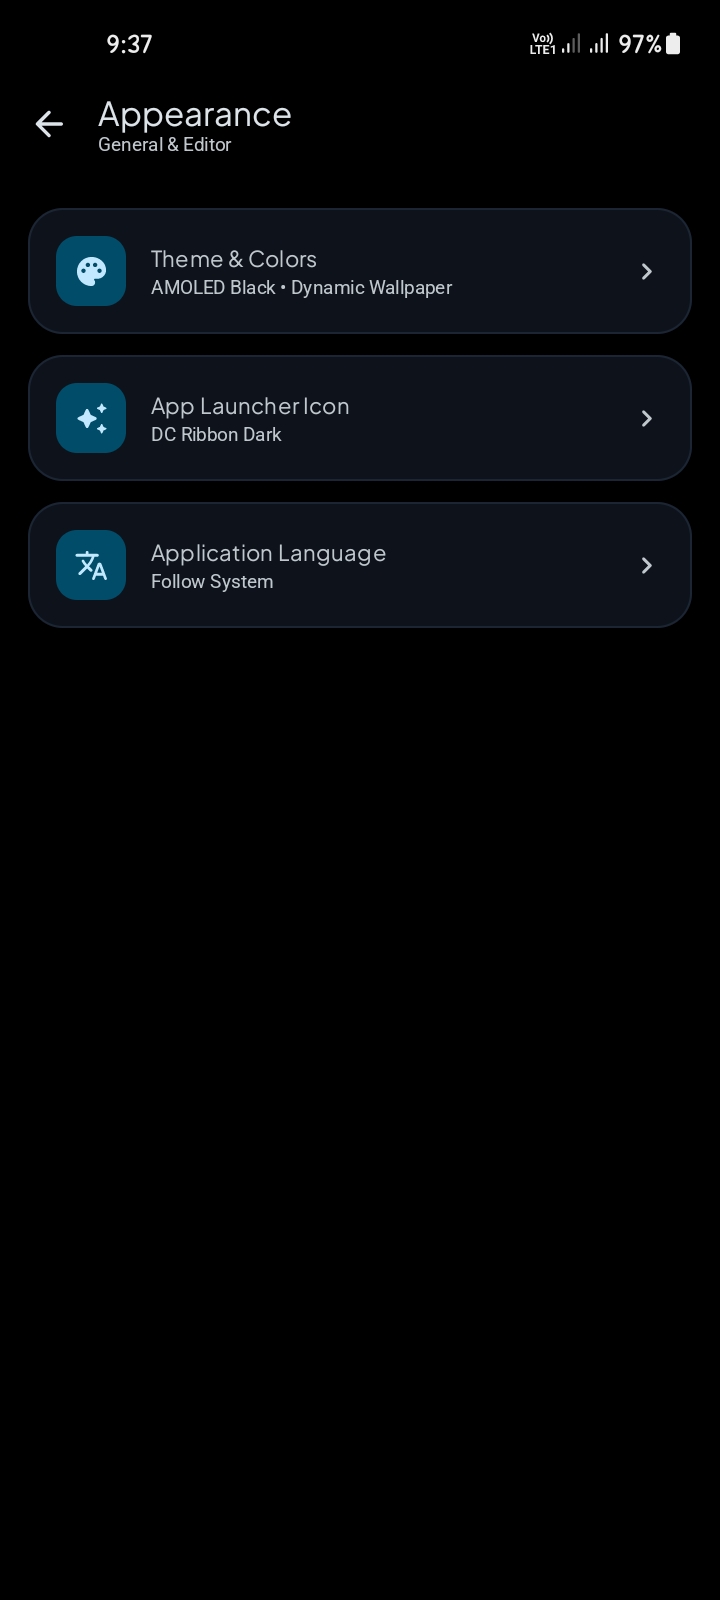 9:37
Vo))
LTE1
97%
Appearance
General & Editor
Theme & Colors
AMOLED Black • Dynamic Wallpaper
App Launcher Icon
DC Ribbon Dark
Application Language
Follow System